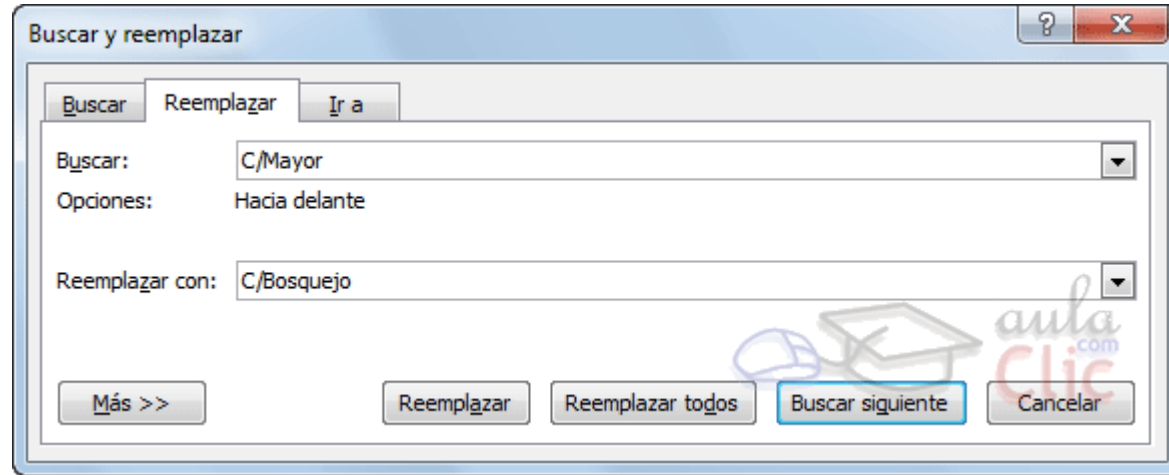 Buscar y reemplazar
Buscar Reemplazar Ir a
Buscar: C/Mayor
Opciones: Hacia delante
Reemplazar con: C/Bosquejo
aula
.com
Clic
Más >> Reemplazar Reemplazar todos Buscar siguiente Cancelar